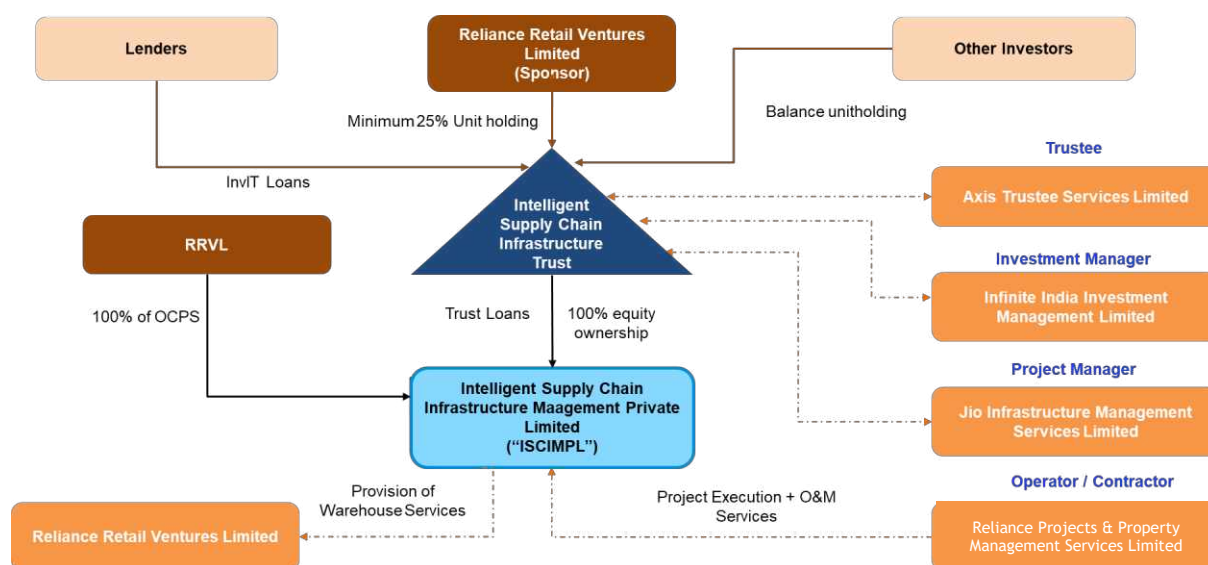 Lenders
Reliance Retail Ventures
Limited
(Sponsor)
Other Investors
Minimum 25% Unit holding
Balance unitholding
InvIT Loans
Trustee
Axis Trustee Services Limited
Intelligent
Supply Chain
Infrastructure
Trust
RRVL
Investment Manager
Infinite India Investment
Management Limited
100% of OCPS
Trust Loans
100% equity
ownership
Project Manager
Jio Infrastructure Management
Services Limited
Intelligent Supply Chain
Infrastructure Maagement Private
Limited
(“ISCIMPL”)
Operator / Contractor
Provision of
Warehouse Services
Project Execution + O&M
Services
Reliance Retail Ventures Limited
Reliance Projects & Property
Management Services Limited